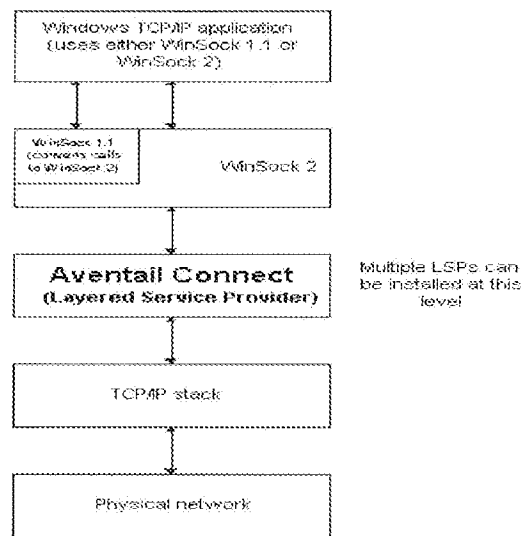 Windows TCP/IP application
(uses either WinSock 1.1 or
WinSock 2)
WinSock 1.1
(converts calls
to WinSock 2)
WinSock 2
Aventail Connect
(Layered Service Provider)
Multiple LSPs can
be installed at this
level
TCP/IP stack
Physical network